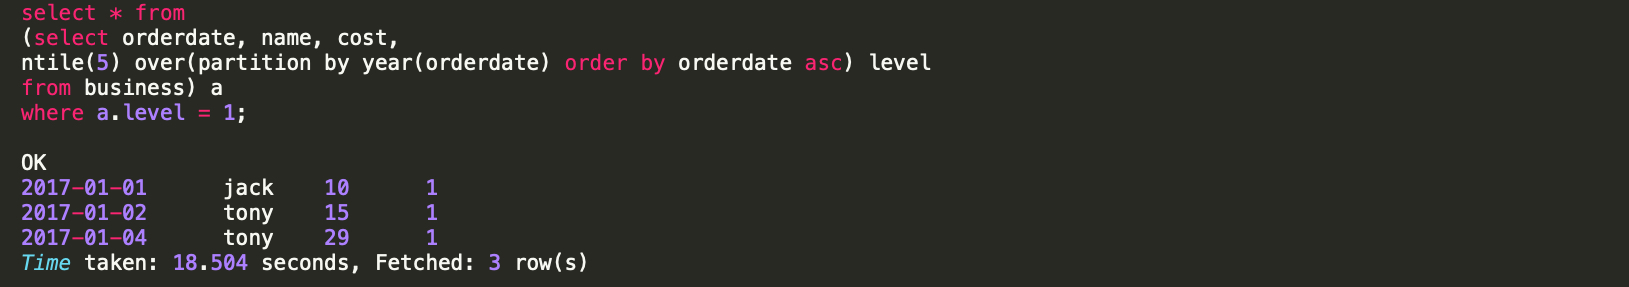 select * from
(select orderdate, name, cost,
ntile(5) over(partition by year(orderdate) order by orderdate asc) level
from business) a
where a.level = 1;
OK
2017-01-01 jack 10 1
2017-01-02 tony 15 1
2017-01-04 tony 29 1
Time taken: 18.504 seconds, Fetched: 3 row(s)